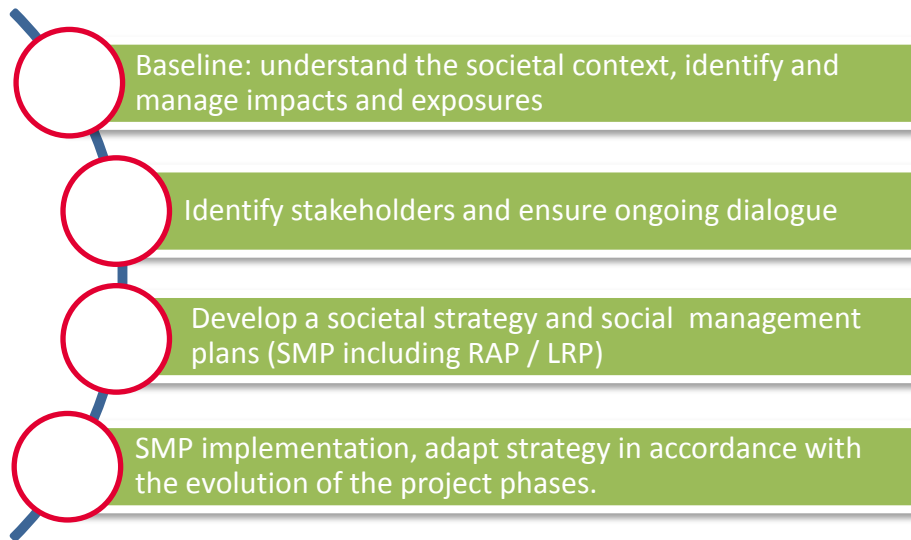 Baseline: understand the societal context, identify and
manage impacts and exposures
Identify stakeholders and ensure ongoing dialogue
Develop a societal strategy and social management
plans (SMP including RAP / LRP)
SMP implementation, adapt strategy in accordance with
the evolution of the project phases.